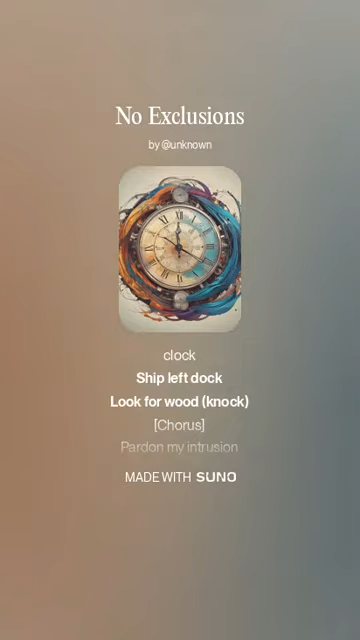 No Exclusions
by @unknown
clock
Ship left dock
Look for wood (knock)
[Chorus]
Pardon my intrusion
MADE WITH SUNO